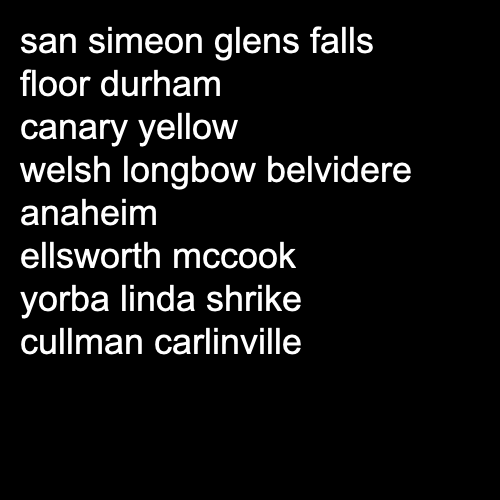 san simeon glens falls
floor durham
canary yellow
welsh longbow belvidere
anaheim
ellsworth mccook
yorba linda shrike
cullman carlinville